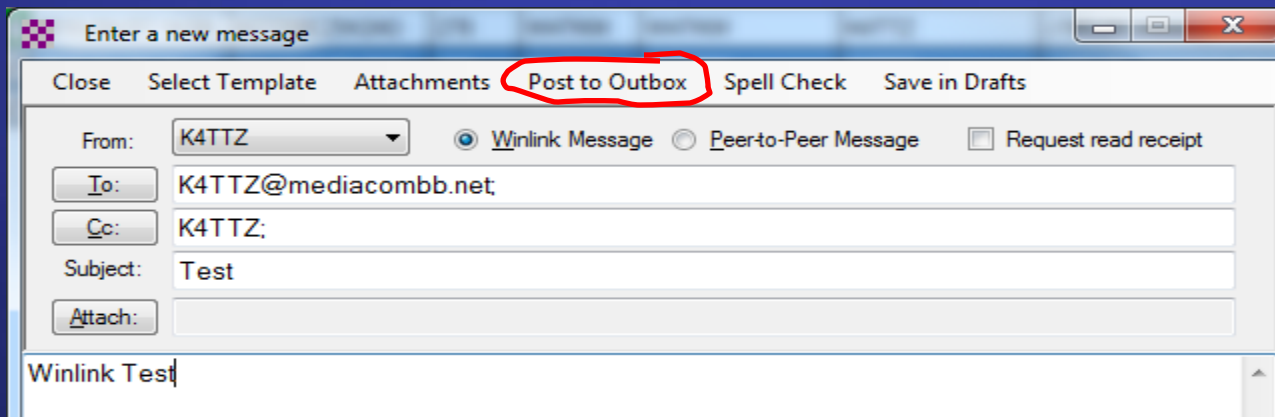 Enter a new message
Close Select Template Attachments Post to Outbox Spell Check Save in Drafts
From: K4TTZ Winlink Message Peer-to-Peer Message Request read receipt
To: K4TTZ@mediacombb.net;
Cc: K4TTZ;
Subject: Test
Attach:
Winlink Test